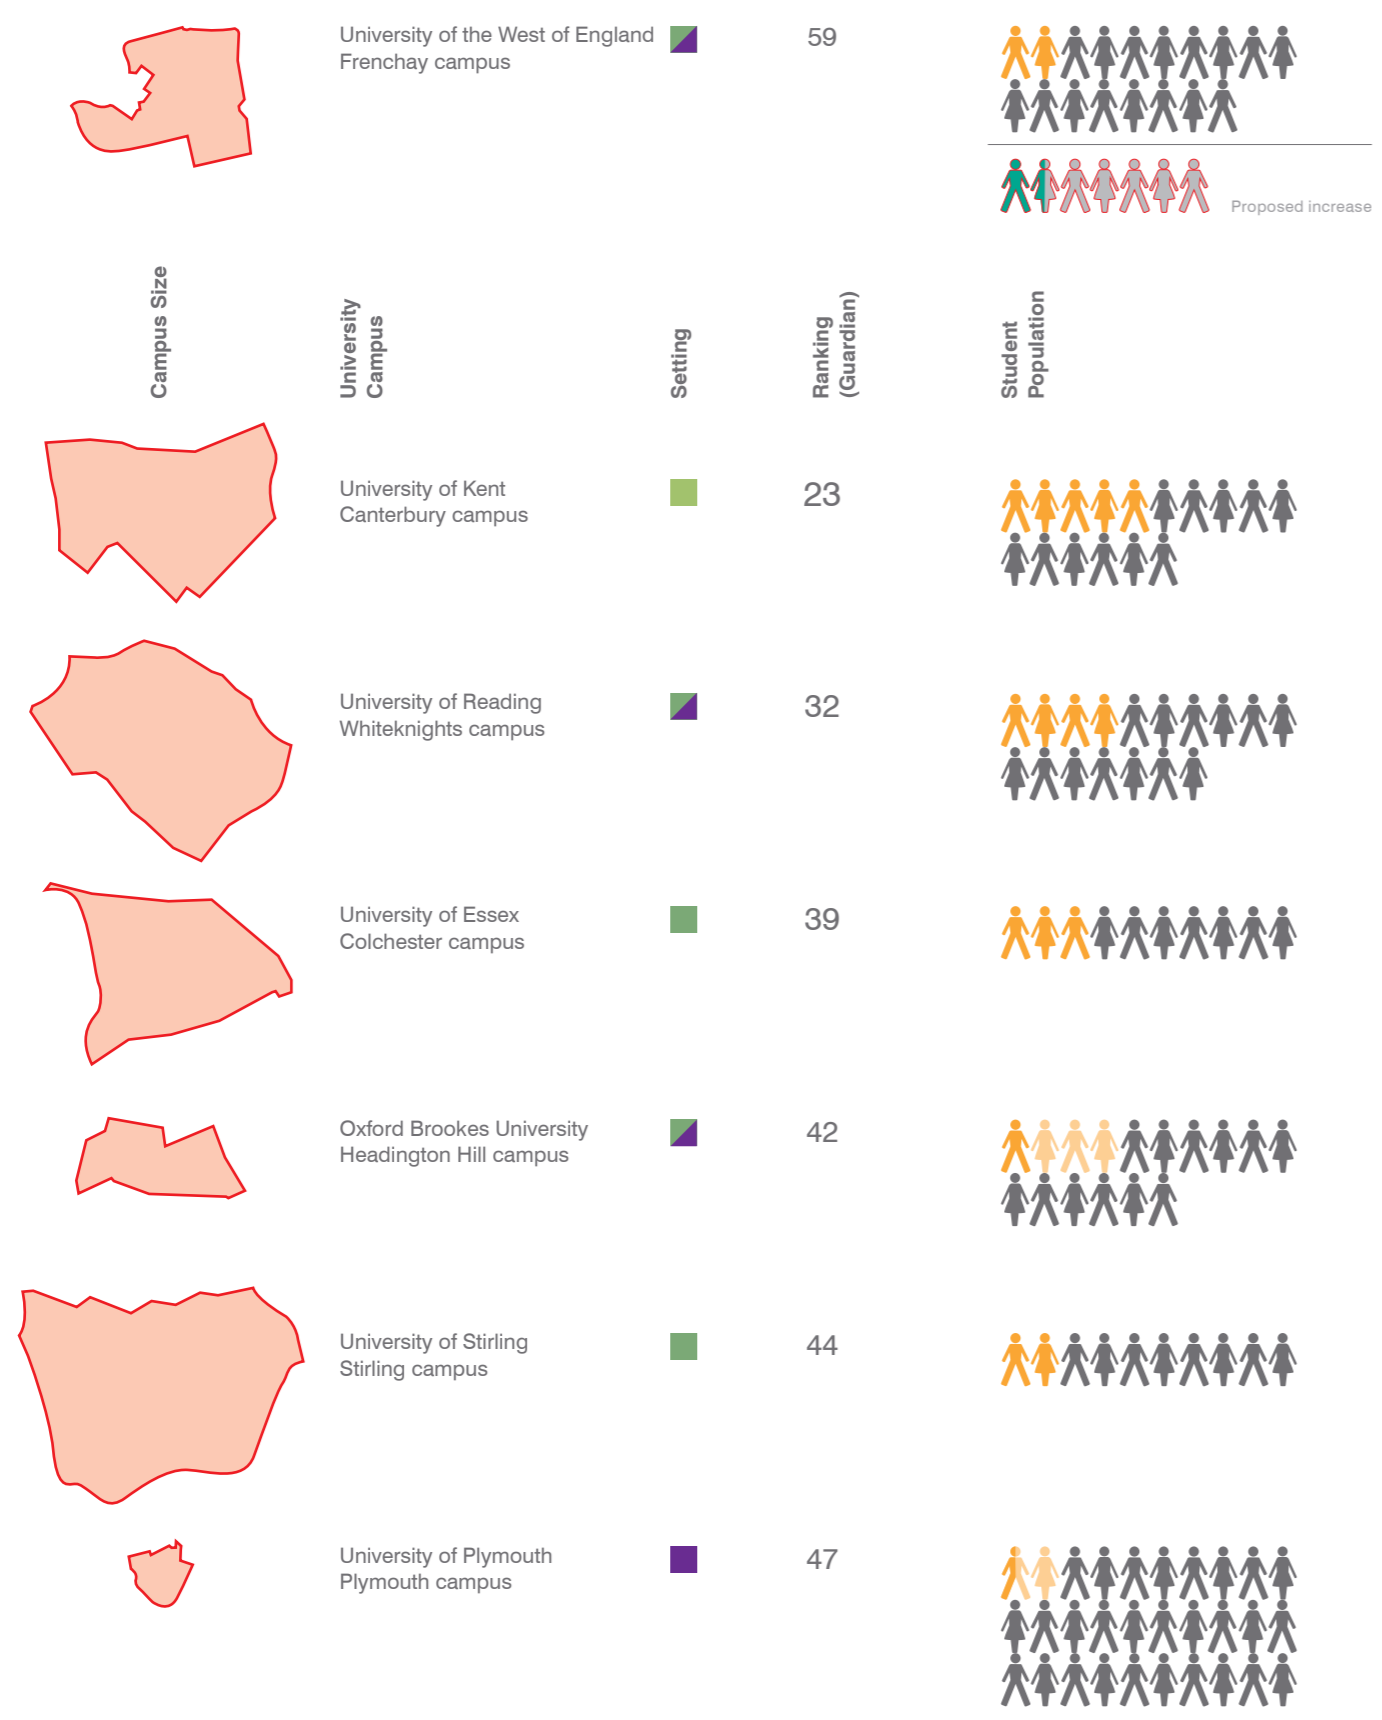 University of the West of England
Frenchay campus
59
Proposed increase
Campus Size
University
Campus
Setting
Ranking
(Guardian)
Student
Population
University of Kent
Canterbury campus
23
University of Reading
Whiteknights campus
32
University of Essex
Colchester campus
39
Oxford Brookes University
Headington Hill campus
42
University of Stirling
Stirling campus
44
University of Plymouth
Plymouth campus
47